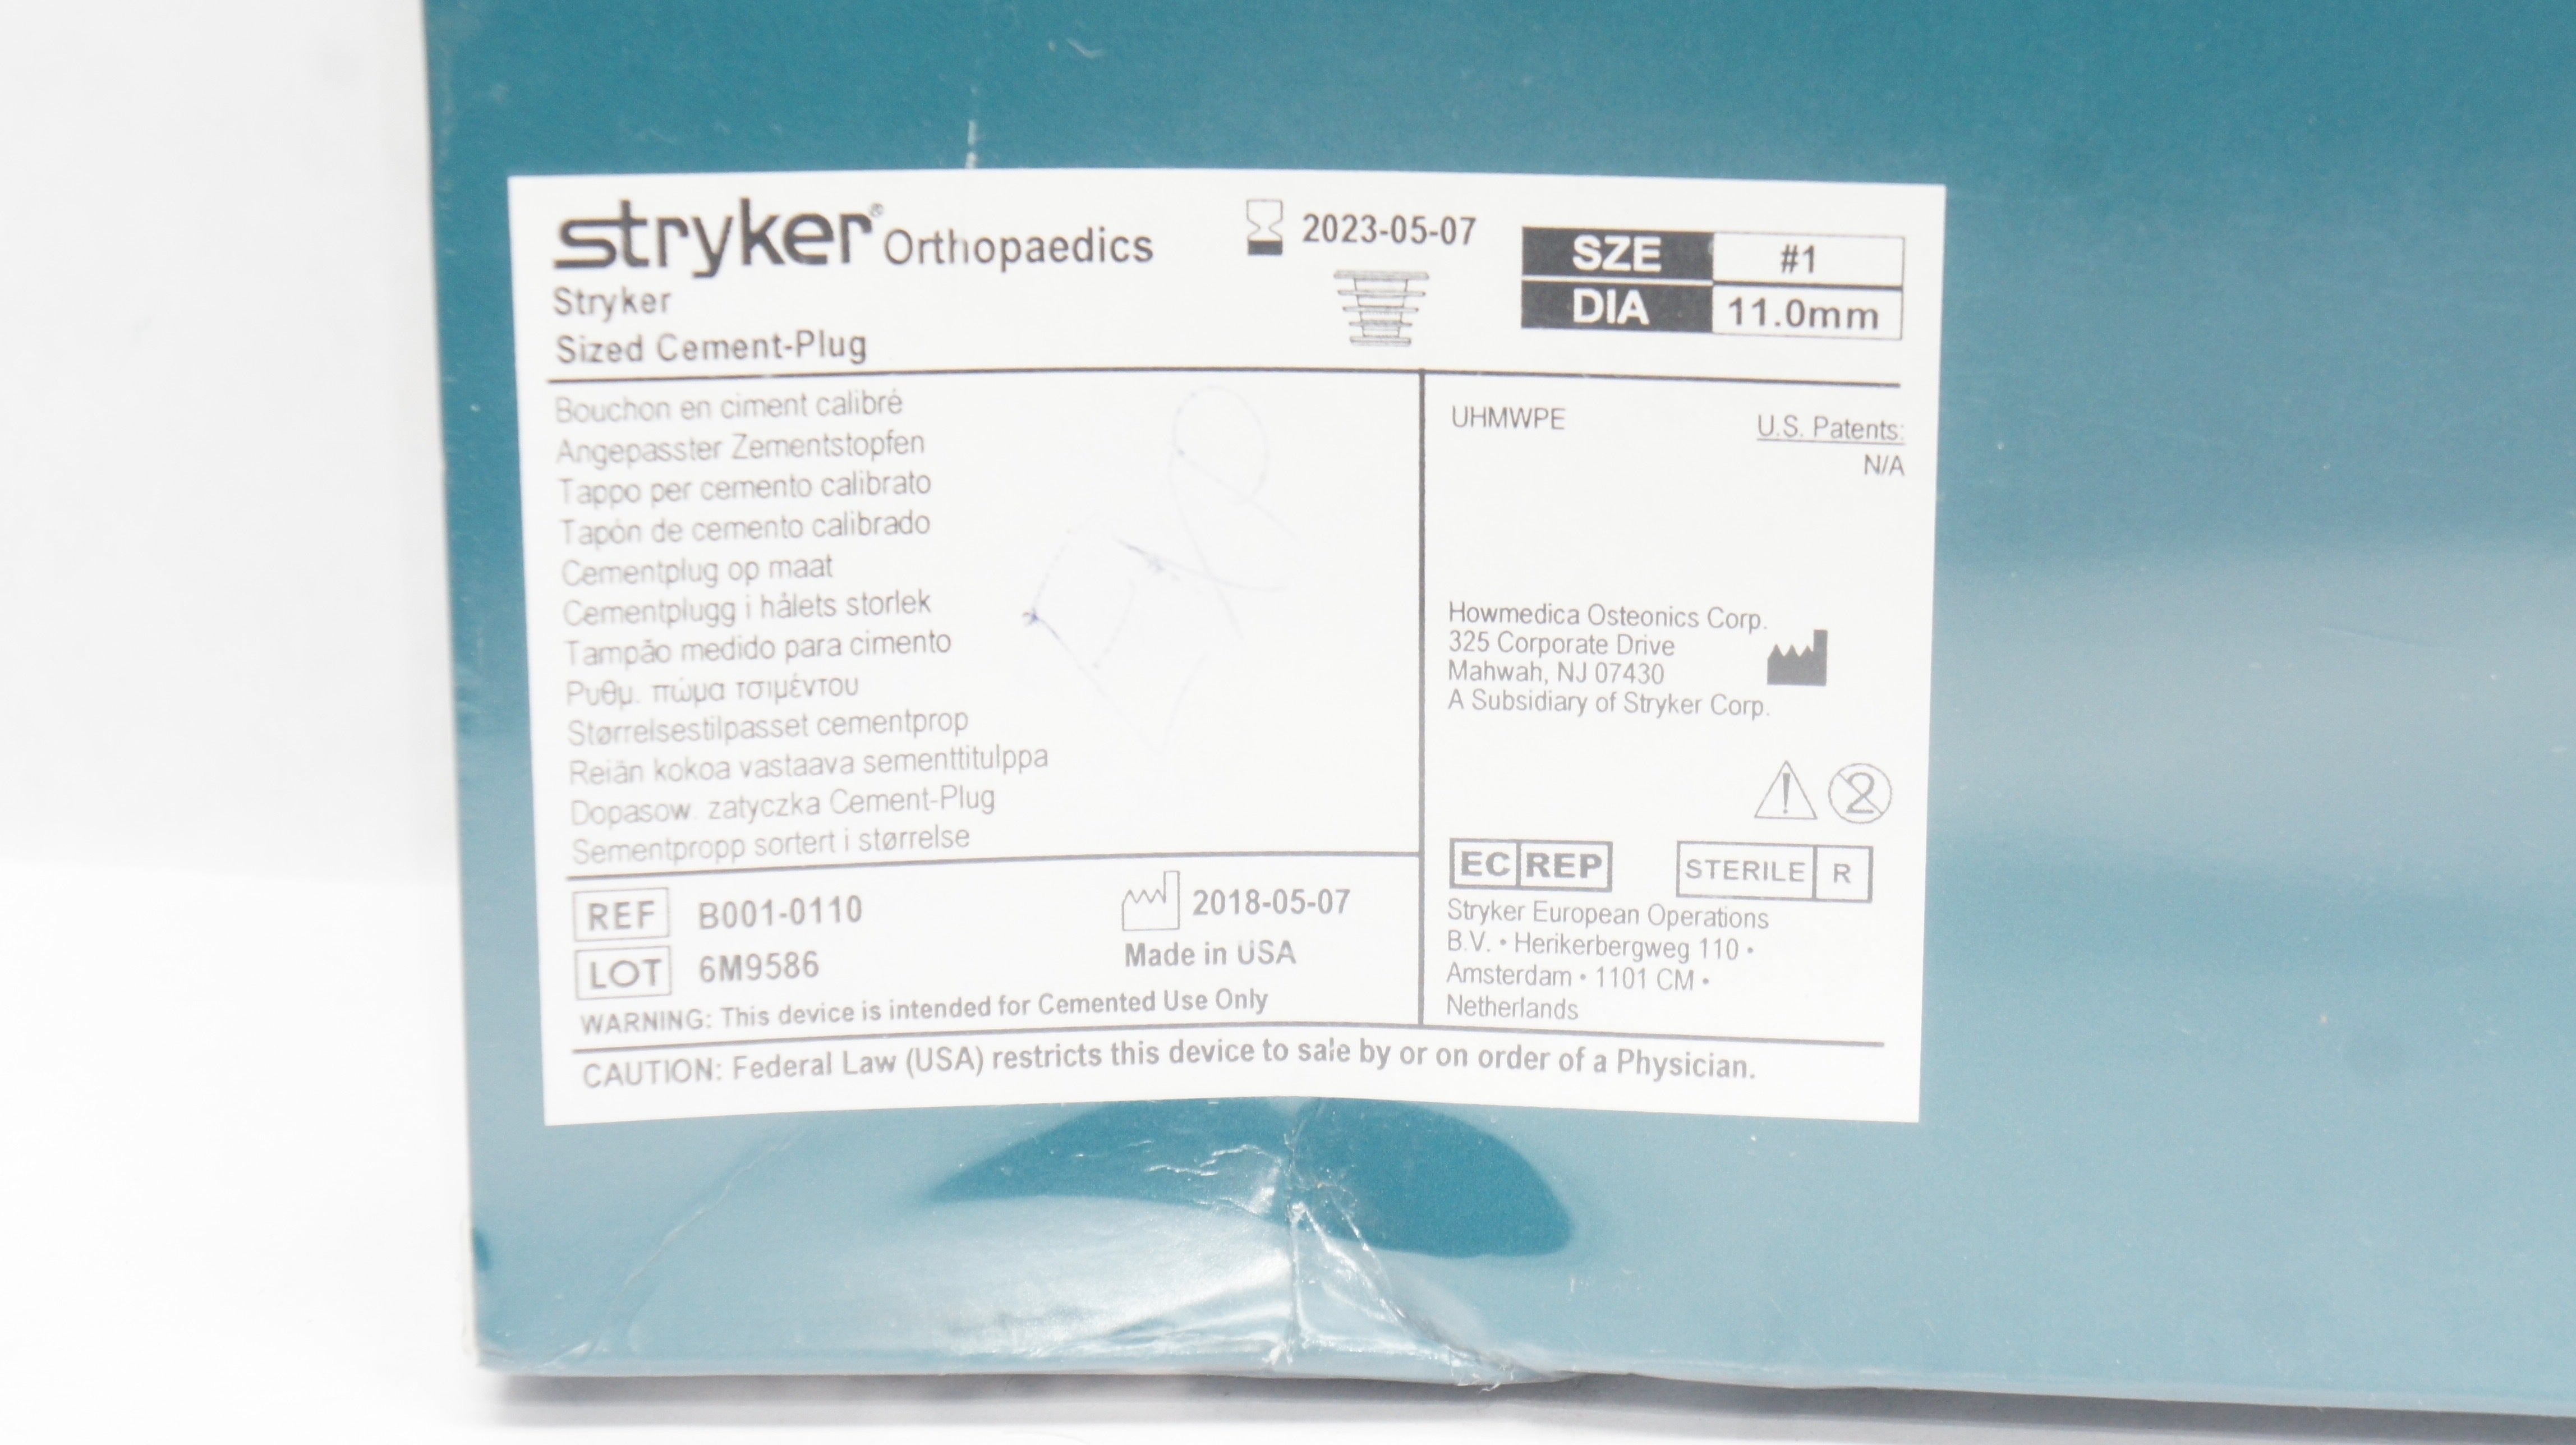 stryker® Orthopaedics
Stryker
Sized Cement-Plug
2023-05-07
SZE #1
DIA 11.0mm
Bouchon en ciment calibré
Angepasster Zementstopfen
Tappo per cemento calibrato
Tapón de cemento calibrado
Cementplug op maat
Cementplugg i hålets storlek
Tampão medido para cimento
Ρυθμ. πώμα τσιμέντου
Størrelsestilpasset cementprop
Reiän kokoa vastaava sementtitulppa
Dopasow. zatyczka Cement-Plug
Sementpropp sortert i størrelse
UHMWPE
U.S. Patents:
N/A
Howmedica Osteonics Corp.
325 Corporate Drive
Mahwah, NJ 07430
A Subsidiary of Stryker Corp.
2
EC REP
STERILE R
Stryker European Operations
B.V. • Herikerbergweg 110 •
Amsterdam • 1101 CM •
Netherlands
REF B001-0110
2018-05-07
LOT 6M9586
Made in USA
WARNING: This device is intended for Cemented Use Only
CAUTION: Federal Law (USA) restricts this device to sale by or on order of a Physician.